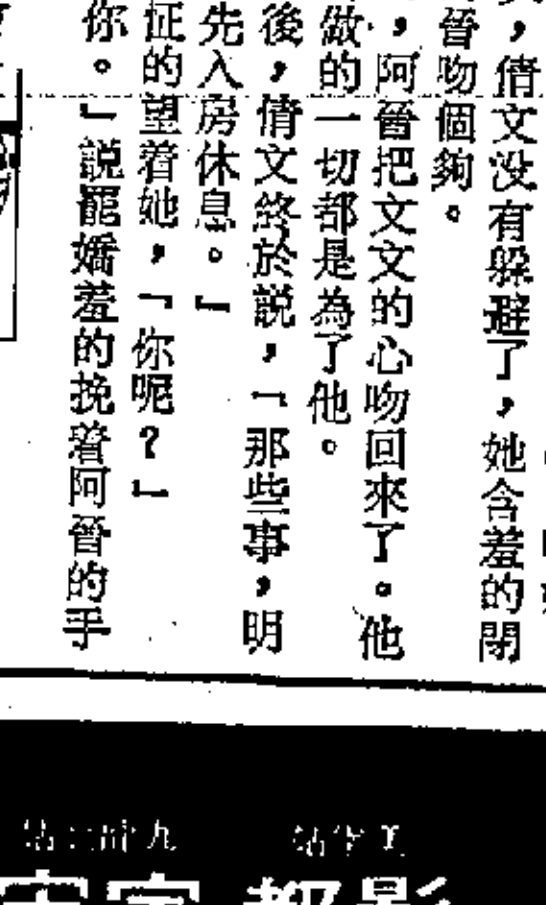 ，倩文没有躲避了，她含羞的閉
晉吻個夠。
，阿晉把文文的心吻回來了。他
做的一切都是為了他。
後，倩文終於説，「那些事，明
先入房休息。」
怔的望着她，「你呢？」
你。」説罷嬌羞的挽着阿晉的手